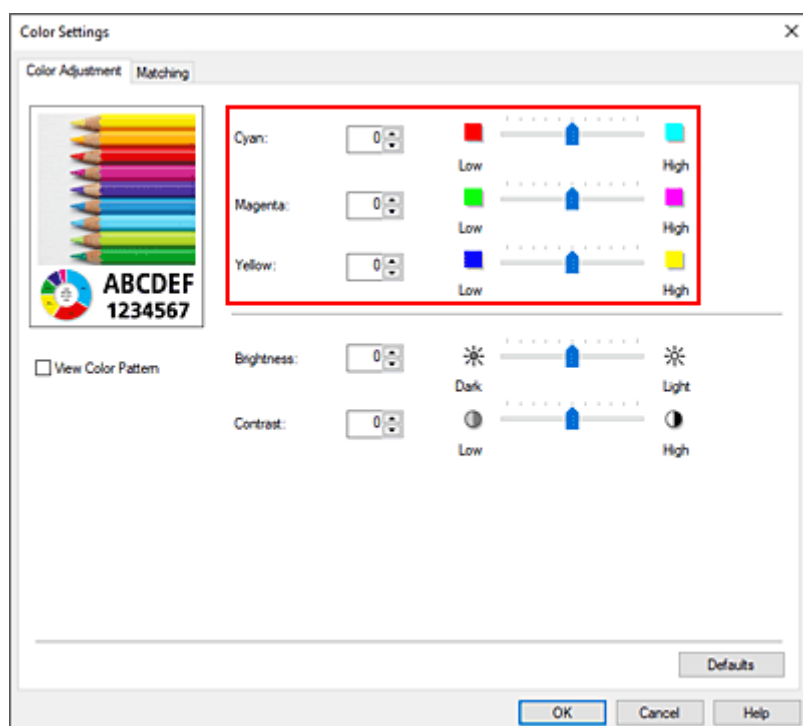 Color Settings
Color Adjustment Matching
Cyan: 0
Low High
Magenta: 0
Low High
Yellow: 0
Low High
ABCDEF
1234567
View Color Pattern
Brightness: 0
Dark Light
Contrast: 0
Low High
Defaults
OK Cancel Help